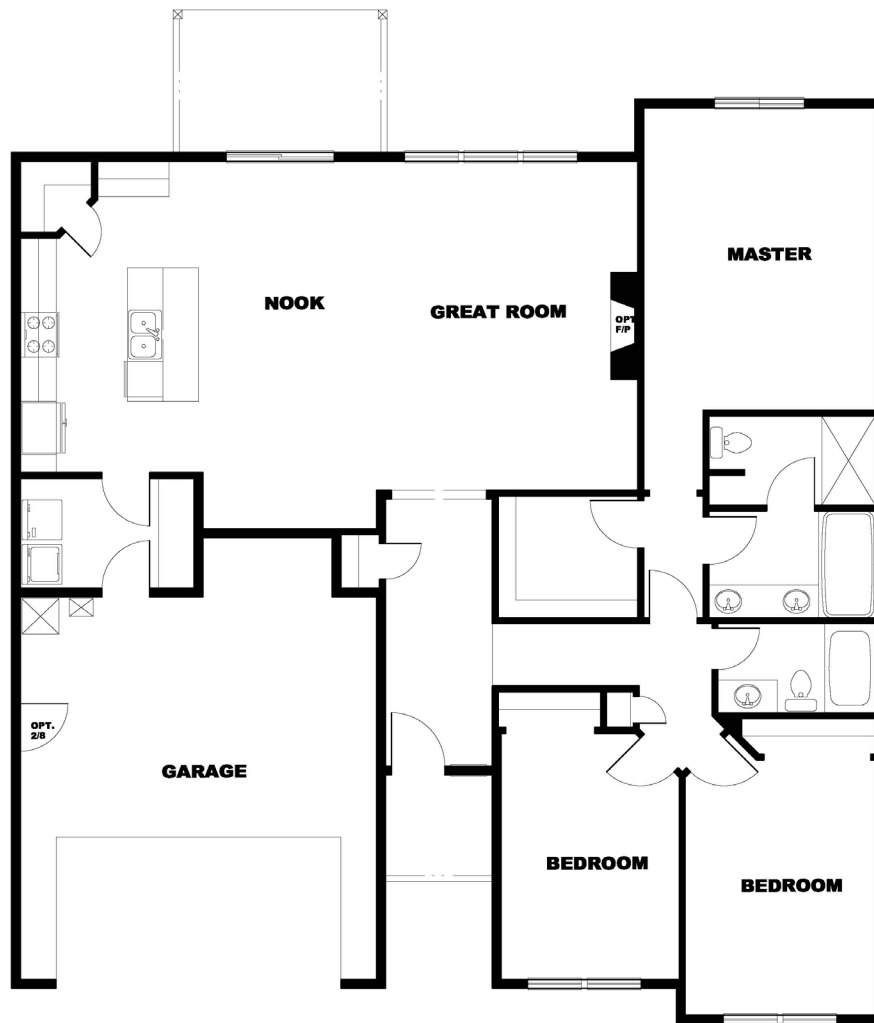 MASTER
NOOK
GREAT ROOM
OPT
F/P
OPT.
2/8
GARAGE
BEDROOM
BEDROOM